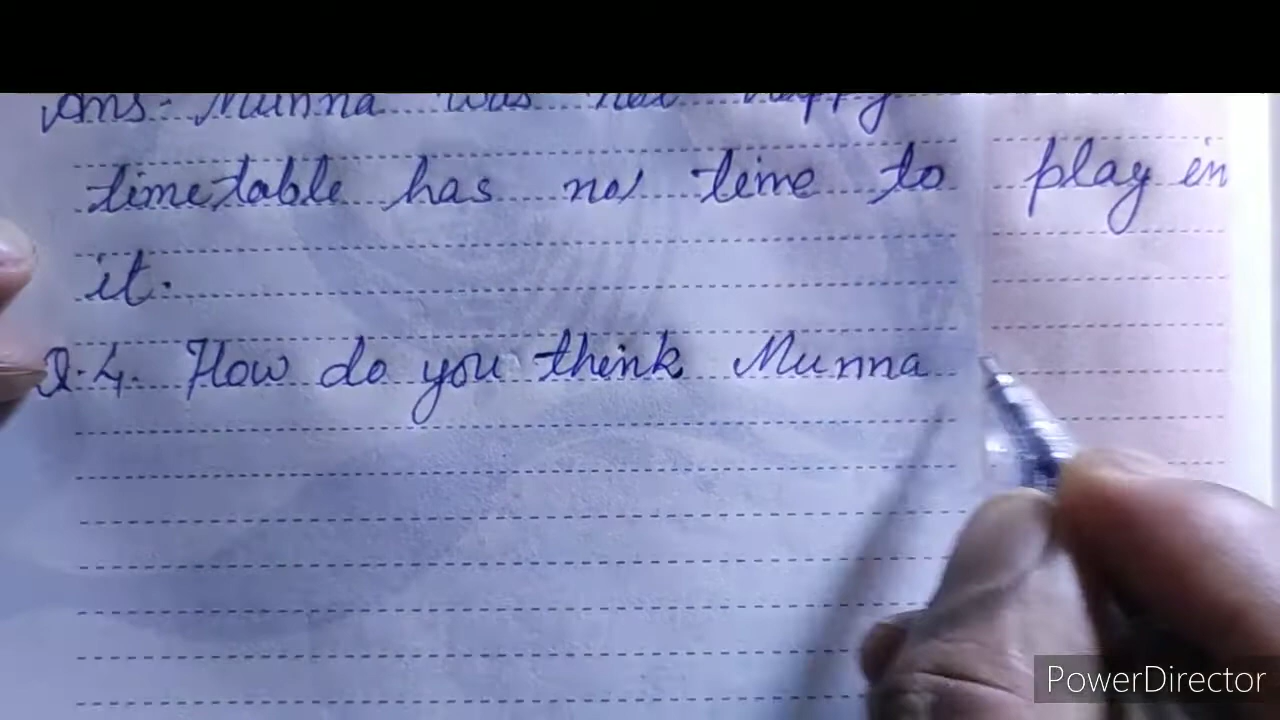 Ans- Munna was not happy
timetable has no time to play in
it.
Q.4. How do you think Munna
PowerDirector